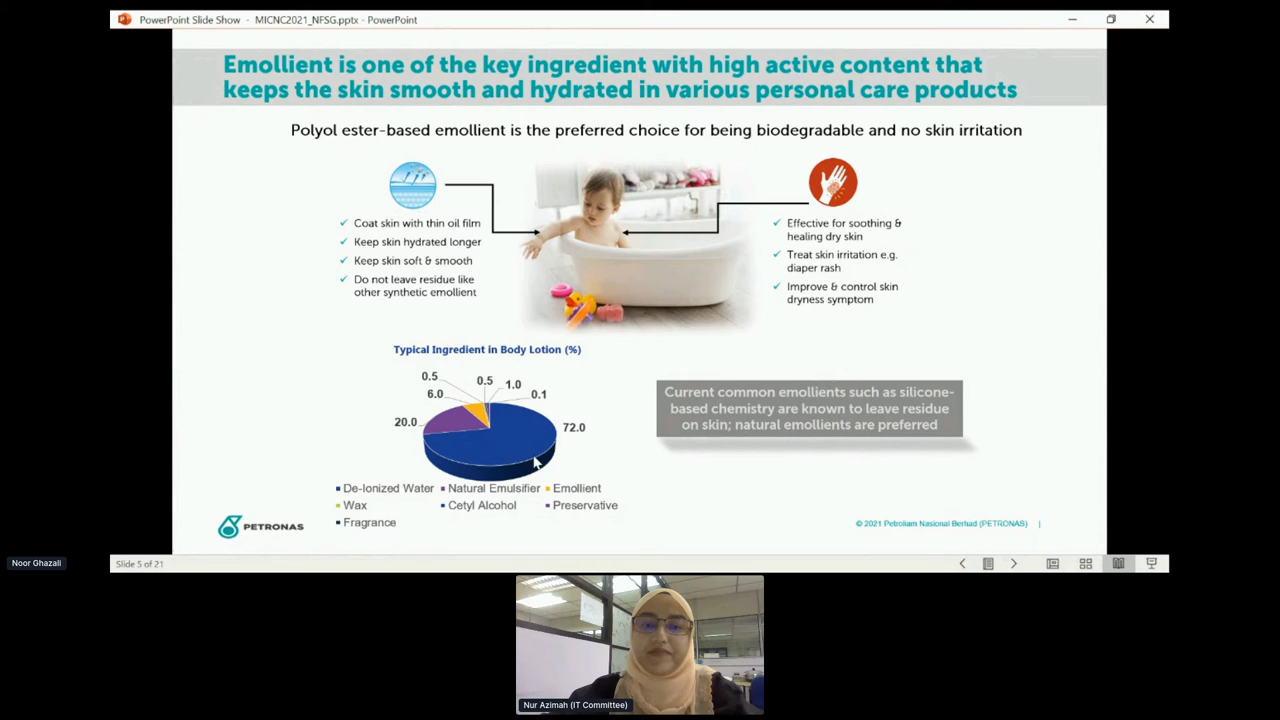 PowerPoint Slide Show - MICNC2021_NFSG.pptx - PowerPoint
Emollient is one of the key ingredient with high active content that
keeps the skin smooth and hydrated in various personal care products
Polyol ester-based emollient is the preferred choice for being biodegradable and no skin irritation
Coat skin with thin oil film
Keep skin hydrated longer
Keep skin soft & smooth
Do not leave residue like
other synthetic emollient
Effective for soothing &
healing dry skin
Treat skin irritation e.g.
diaper rash
Improve & control skin
dryness symptom
Typical Ingredient in Body Lotion (%)
0.5
0.5
1.0
6.0
0.1
20.0
72.0
De-Ionized Water Natural Emulsifier Emollient
Wax Cetyl Alcohol Preservative
Fragrance
Current common emollients such as silicone-
based chemistry are known to leave residue
on skin; natural emollients are preferred
PETRONAS
© 2021 Petroliam Nasional Berhad (PETRONAS) |
Noor Ghazali
Slide 5 of 21
Nur Azimah (IT Committee)